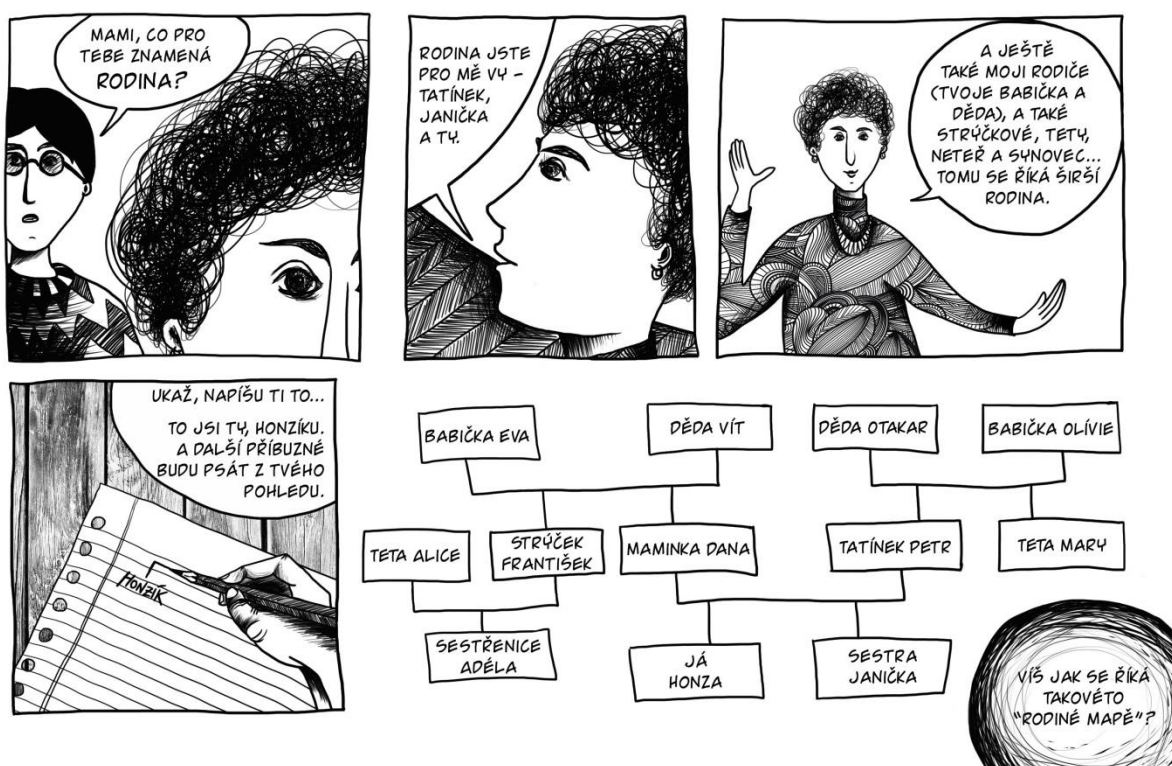 MAMI, CO PRO
TEBE ZNAMENÁ
RODINA?
RODINA JSTE
PRO MĚ VY –
TATÍNEK,
JANIČKA
A TY.
A JEŠTĚ
TAKÉ MOJI RODIČE
(TVOJE BABIČKA A
DĚDA), A TAKÉ
STRÝČKOVÉ, TETY,
NETEŘ A SYNOVEC...
TOMU SE ŘÍKÁ ŠIRŠÍ
RODINA.
UKAŽ, NAPÍŠU TI TO...
TO JSI TY, HONZÍKU.
A DALŠÍ PŘÍBUZNÉ
BUDU PSÁT Z TVÉHO
POHLEDU.
HONZÍK
BABIČKA EVA
DĚDA VÍT
DĚDA OTAKAR
BABIČKA OLÍVIE
TETA ALICE
STRÝČEK
FRANTIŠEK
MAMINKA DANA
TATÍNEK PETR
TETA MARY
SESTŘENICE
ADÉLA
JÁ
HONZA
SESTRA
JANIČKA
VÍŠ JAK SE ŘÍKÁ
TAKOVÉTO
"RODINÉ MAPĚ"?